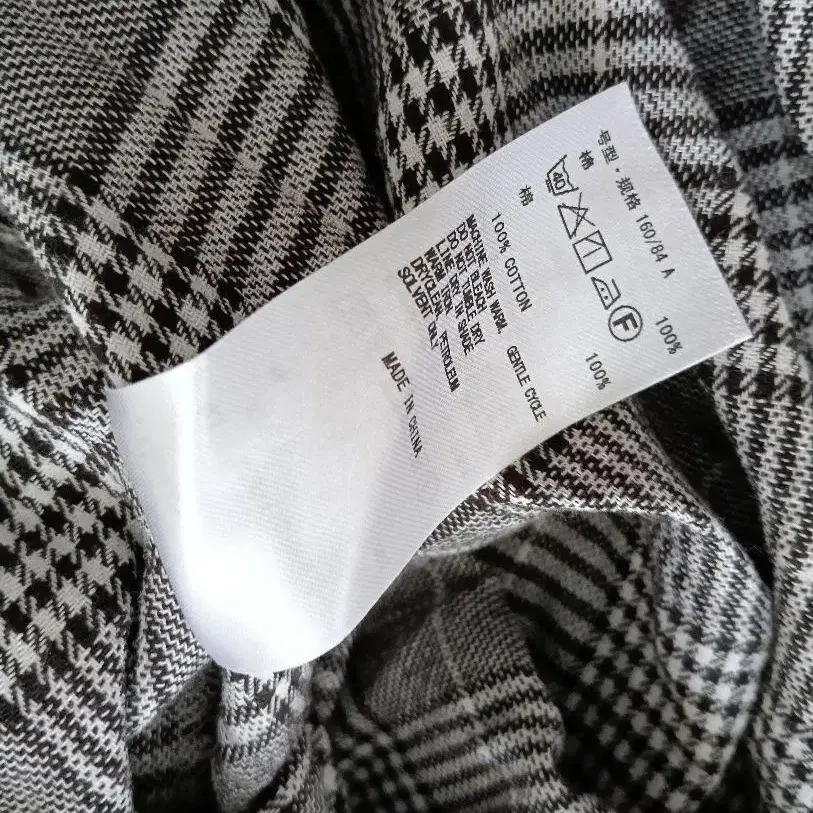 号型·规格 160/84 A
棉 100%
40
F
棉 100%
100% COTTON
MACHINE WASH WARM, GENTLE CYCLE
DO NOT BLEACH
DO NOT TUMBLE DRY
LINE DRY IN SHADE
WARM IRON
DRYCLEAN, PETROLEUM
SOLVENT ONLY
MADE IN CHINA